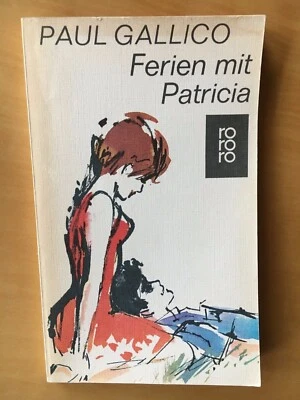 PAUL GALLICO
Ferien mit
Patricia
ro
ro
ro